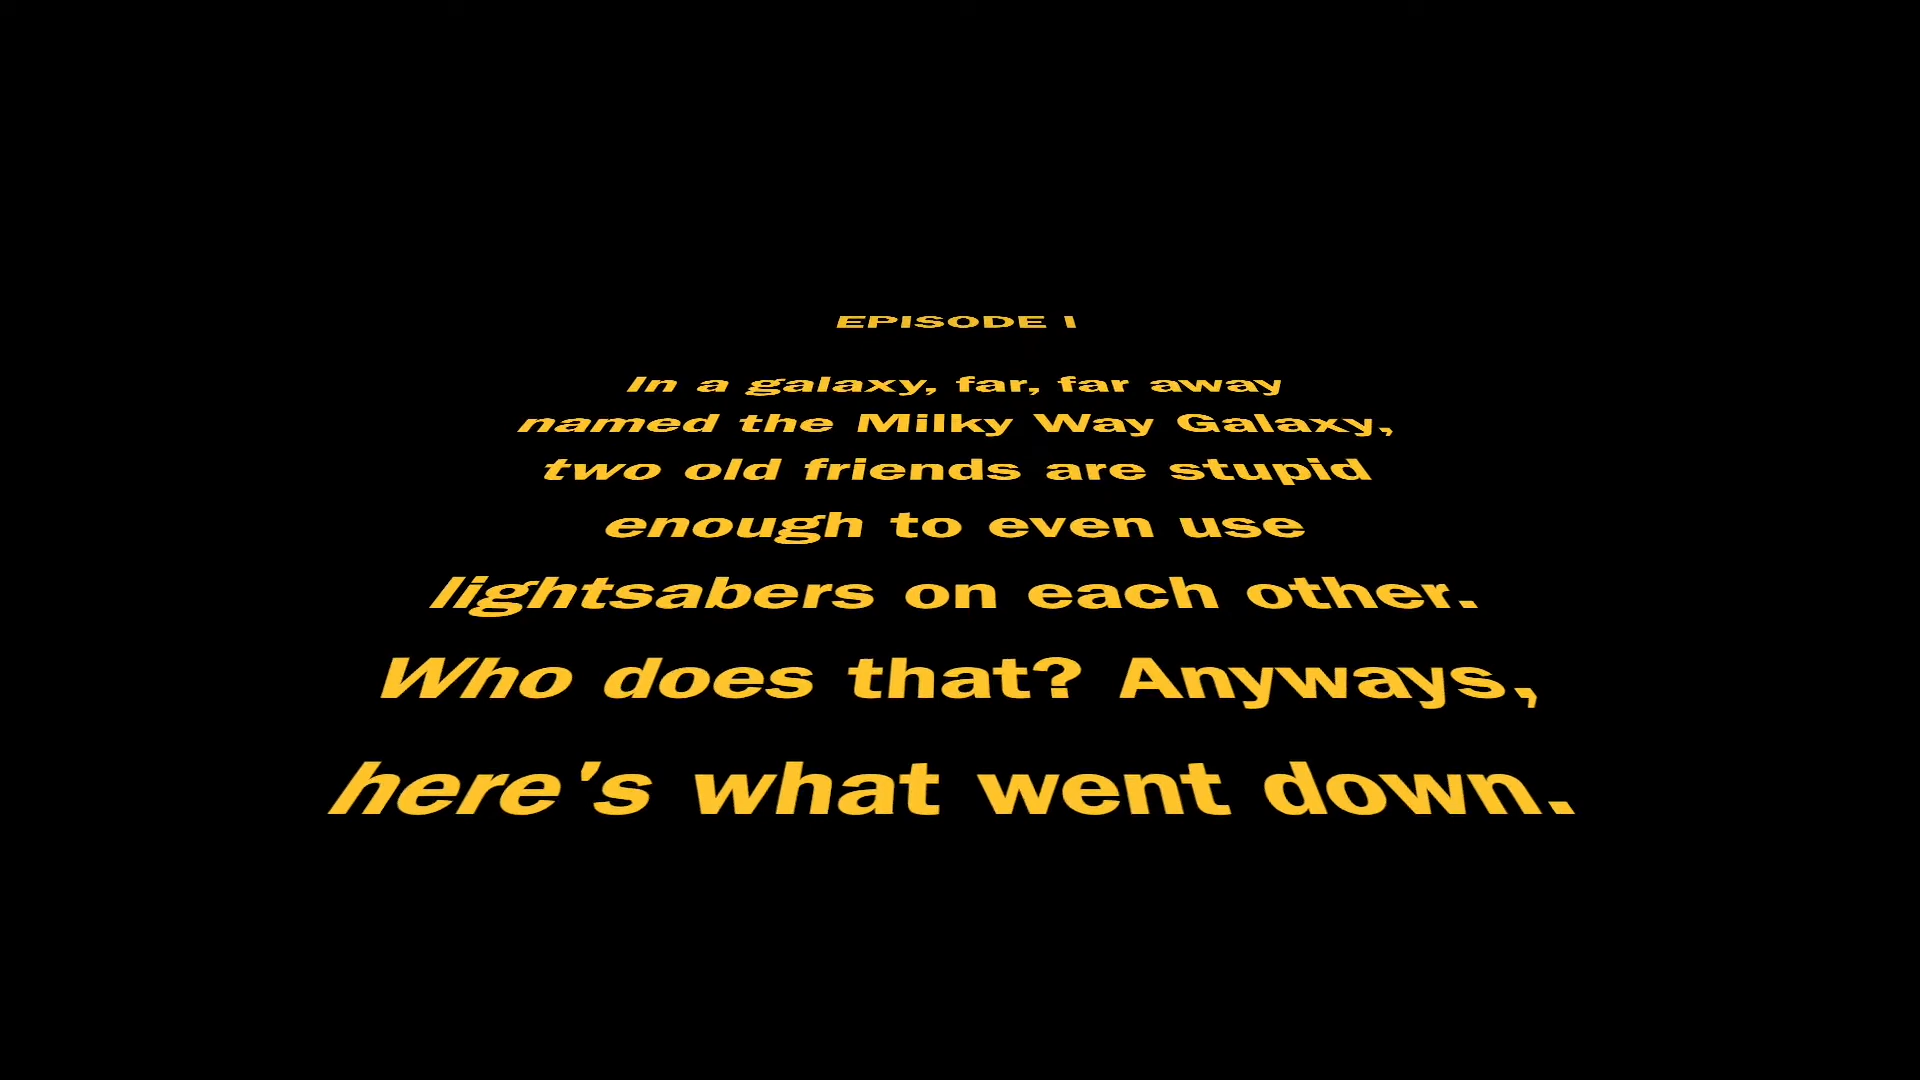 EPISODE I
In a galaxy, far, far away
named the Milky Way Galaxy,
two old friends are stupid
enough to even use
lightsabers on each other.
Who does that? Anyways,
here's what went down.